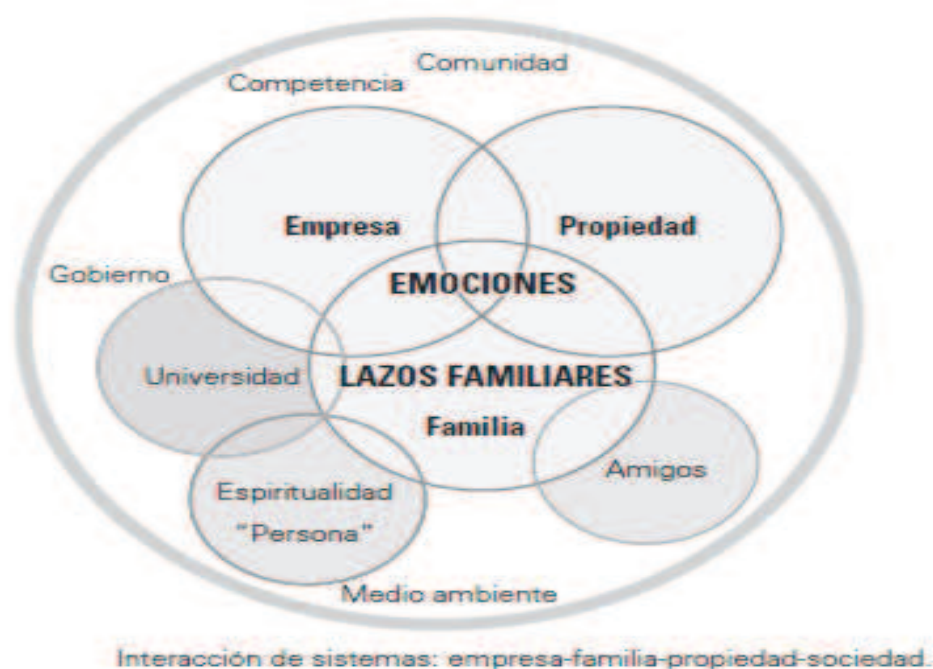 Comunidad
Competencia
Empresa
Propiedad
Gobierno
EMOCIONES
Universidad
LAZOS FAMILIARES
Familia
Amigos
Espiritualidad
"Persona"
Medio ambiente
Interacción de sistemas: empresa-familia-propiedad-sociedad.